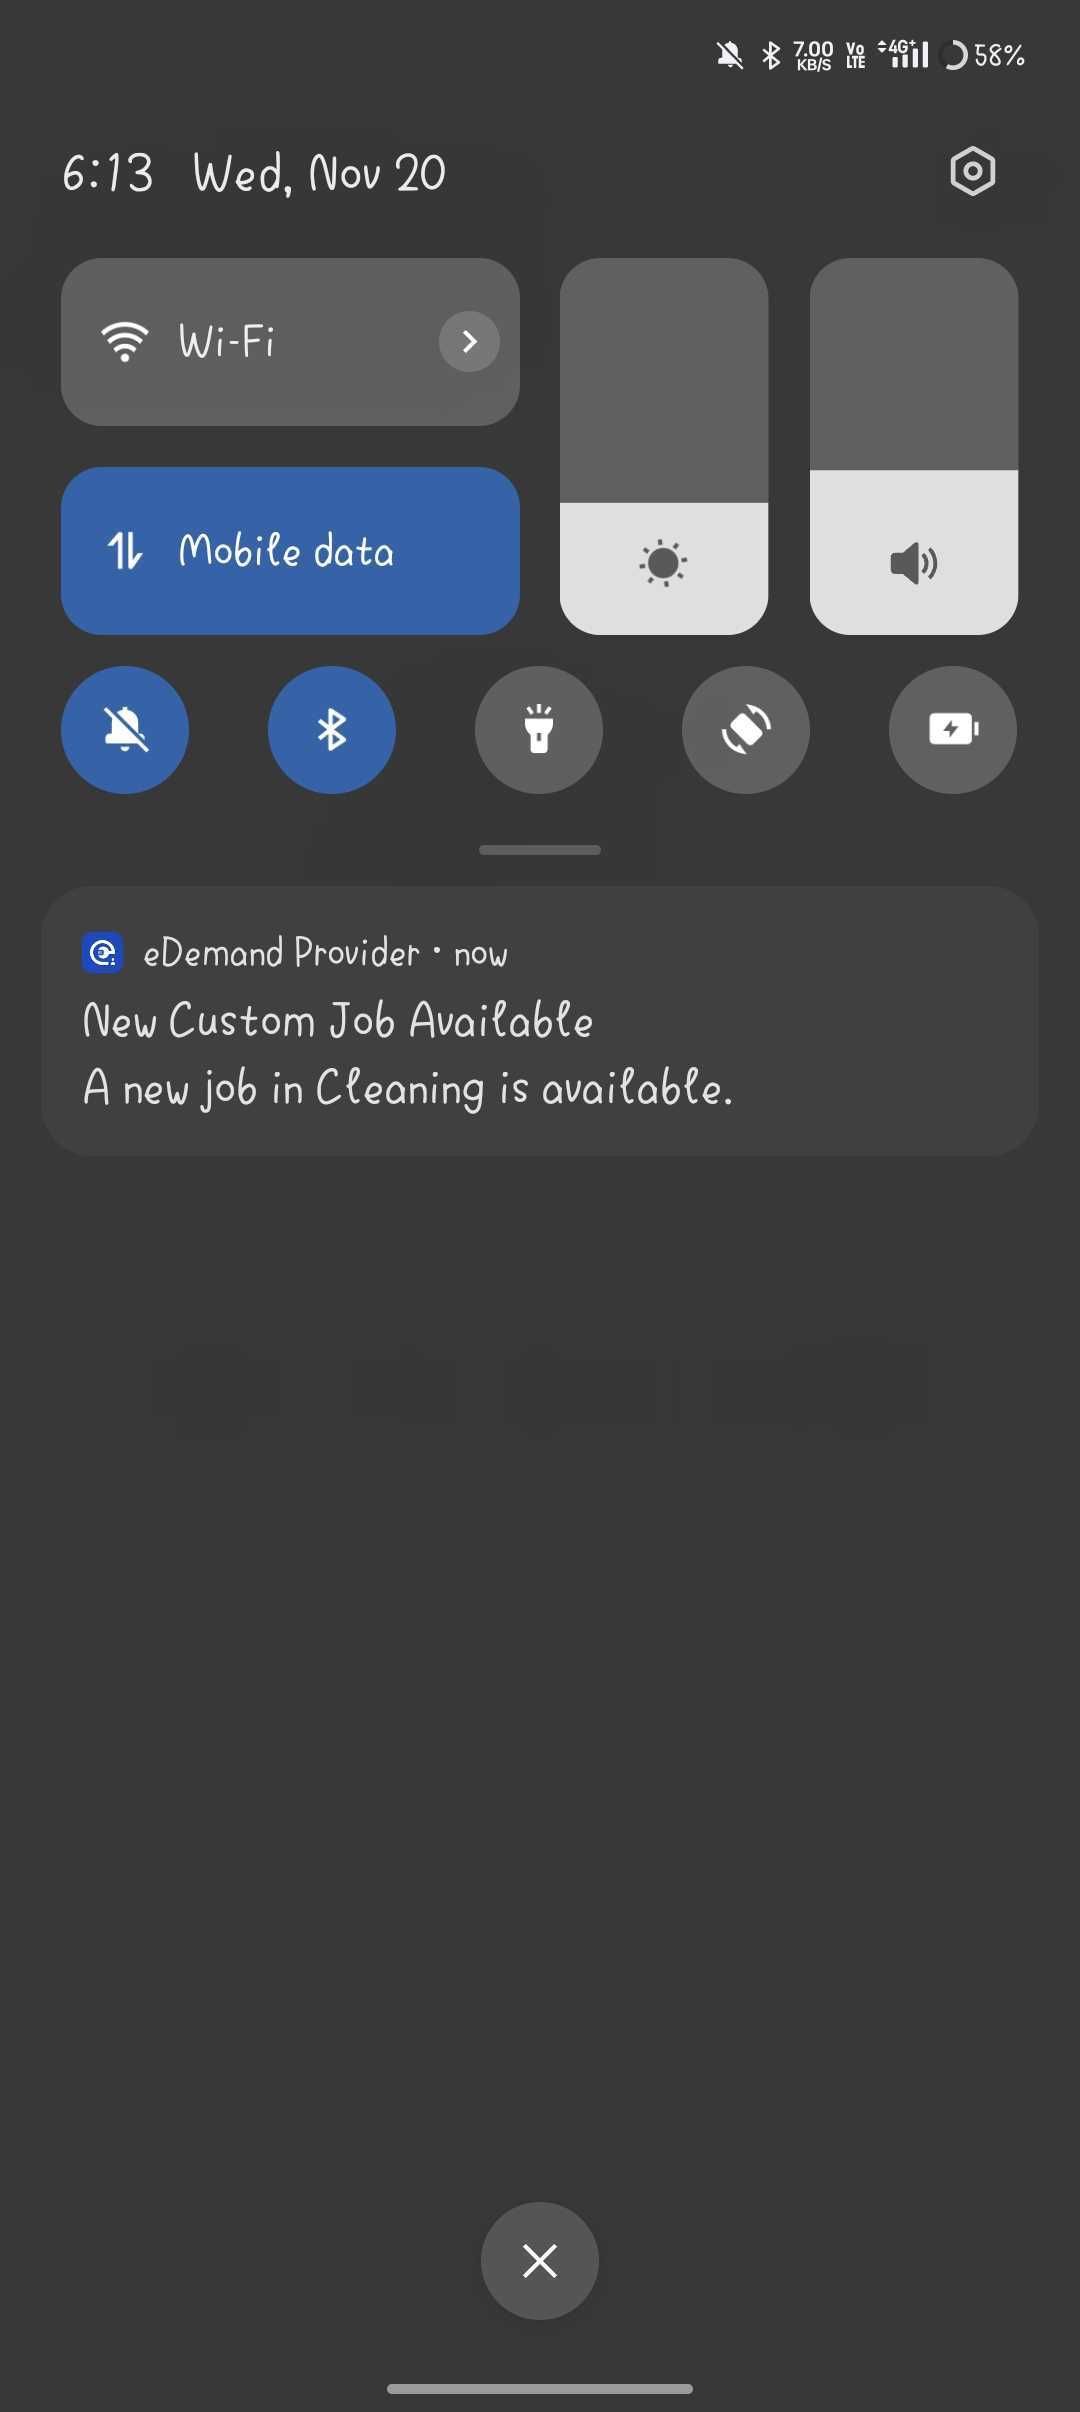 7.00 KB/S Vo LTE 4G+ 58%
6:13 Wed, Nov 20
Wi-Fi
Mobile data
eDemand Provider • now
New Custom Job Available
A new job in Cleaning is available.